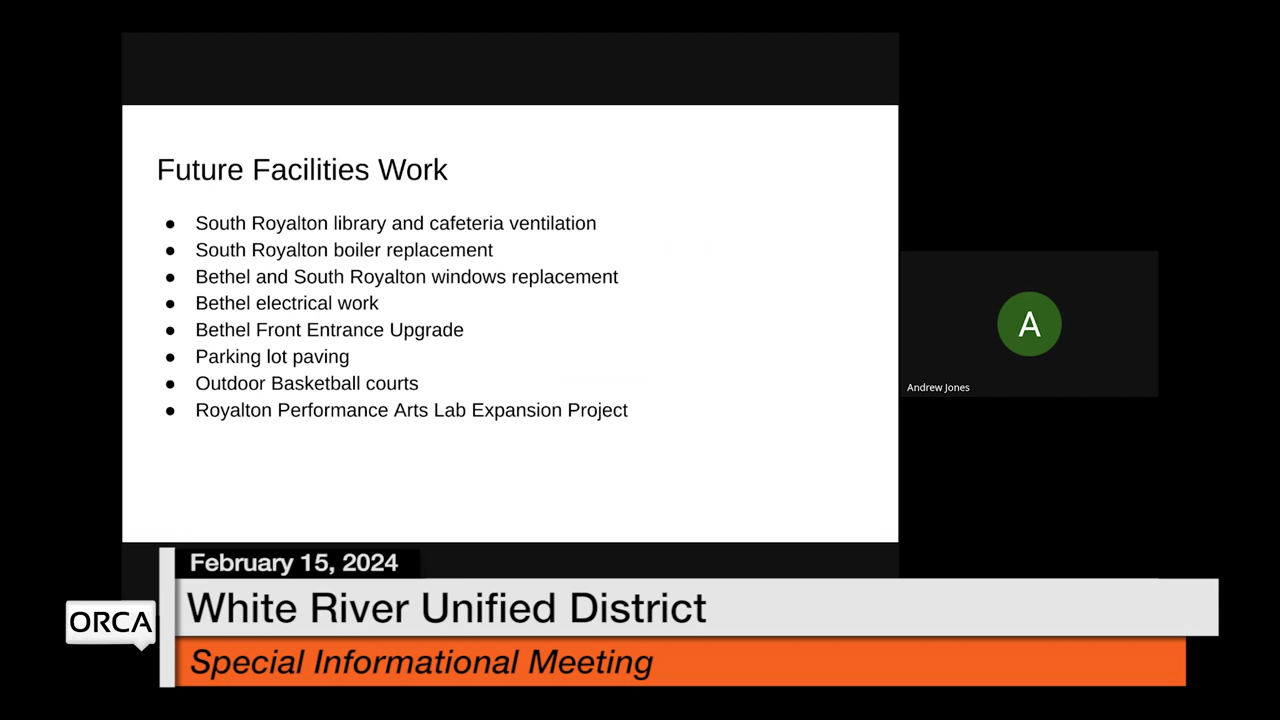 Future Facilities Work
● South Royalton library and cafeteria ventilation
● South Royalton boiler replacement
● Bethel and South Royalton windows replacement
● Bethel electrical work
● Bethel Front Entrance Upgrade
● Parking lot paving
● Outdoor Basketball courts
● Royalton Performance Arts Lab Expansion Project
A
Andrew Jones
February 15, 2024
White River Unified District
ORCA
Special Informational Meeting